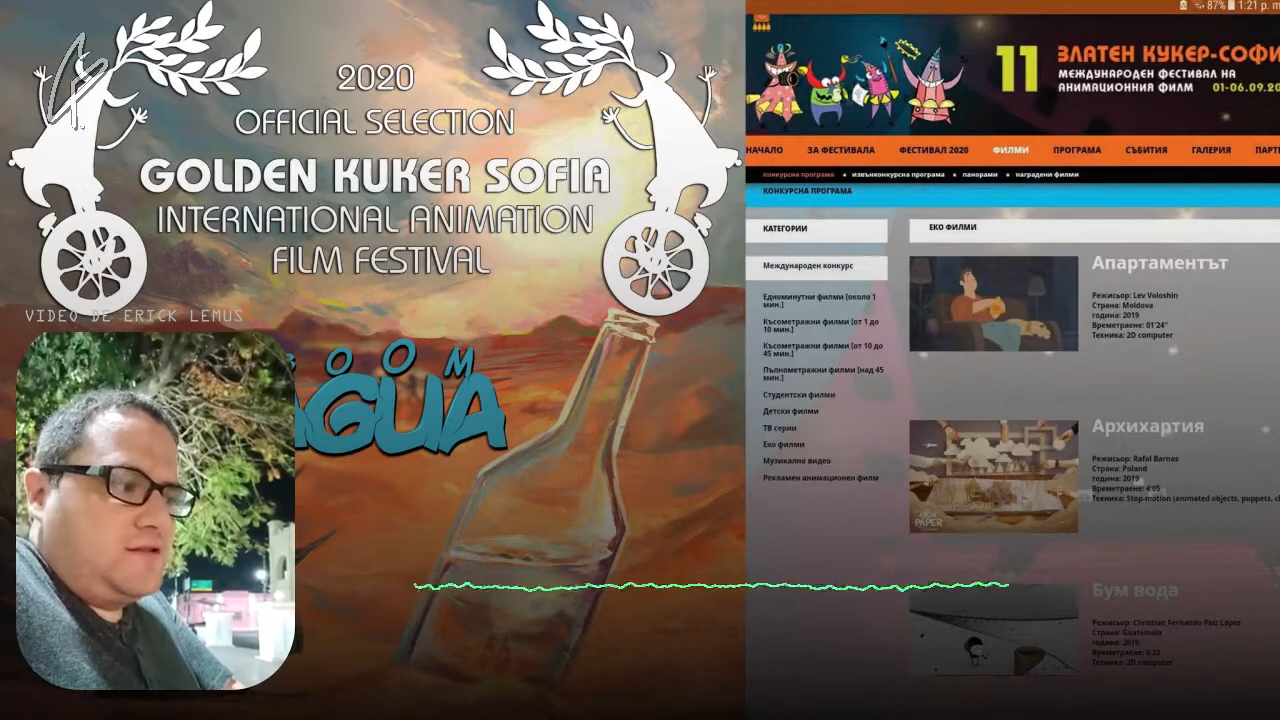 2020
OFFICIAL SELECTION
GOLDEN KUKER SOFIA
INTERNATIONAL ANIMATION
FILM FESTIVAL
VIDEO DE ERICK LEMUS
BOOM
AGUA
87% 1:21 p. m
11
ЗЛАТЕН КУКЕР-СОФИ
МЕЖДУНАРОДЕН ФЕСТИВАЛ НА
АНИМАЦИОННИЯ ФИЛМ 01-06.09.20
НАЧАЛО ЗА ФЕСТИВАЛА ФЕСТИВАЛ 2020 ФИЛМИ ПРОГРАМА СЪБИТИЯ ГАЛЕРИЯ ПАРТ
конкурсна програма • извънконкурсна програма • панорами • наградени филми
КОНКУРСНА ПРОГРАМА
КАТЕГОРИИ
Международен конкурс
Едноминутни филми [около 1
мин.]
Късометражни филми [от 1 до
10 мин.]
Късометражни филми [от 10 до
45 мин.]
Пълнометражни филми [над 45
мин.]
Студентски филми
Детски филми
ТВ серии
Еко филми
Музикално видео
Рекламен анимационен филм
ЕКО ФИЛМИ
Апартаментът
Режисьор: Lev Voloshin
Страна: Moldova
година: 2019
Времетраене: 01'24"
Техника: 2D computer
Архихартия
Режисьор: Rafal Barnas
Страна: Poland
година: 2019
Времетраене: 4:05
Техника: Stop-motion (animated objects, puppets, c
PAPER
Бум вода
Режисьор: Christian Fernando Paiz Lopez
Страна: Guatemala
година: 2019
Времетраене: 6:33
Техника: 2D computer